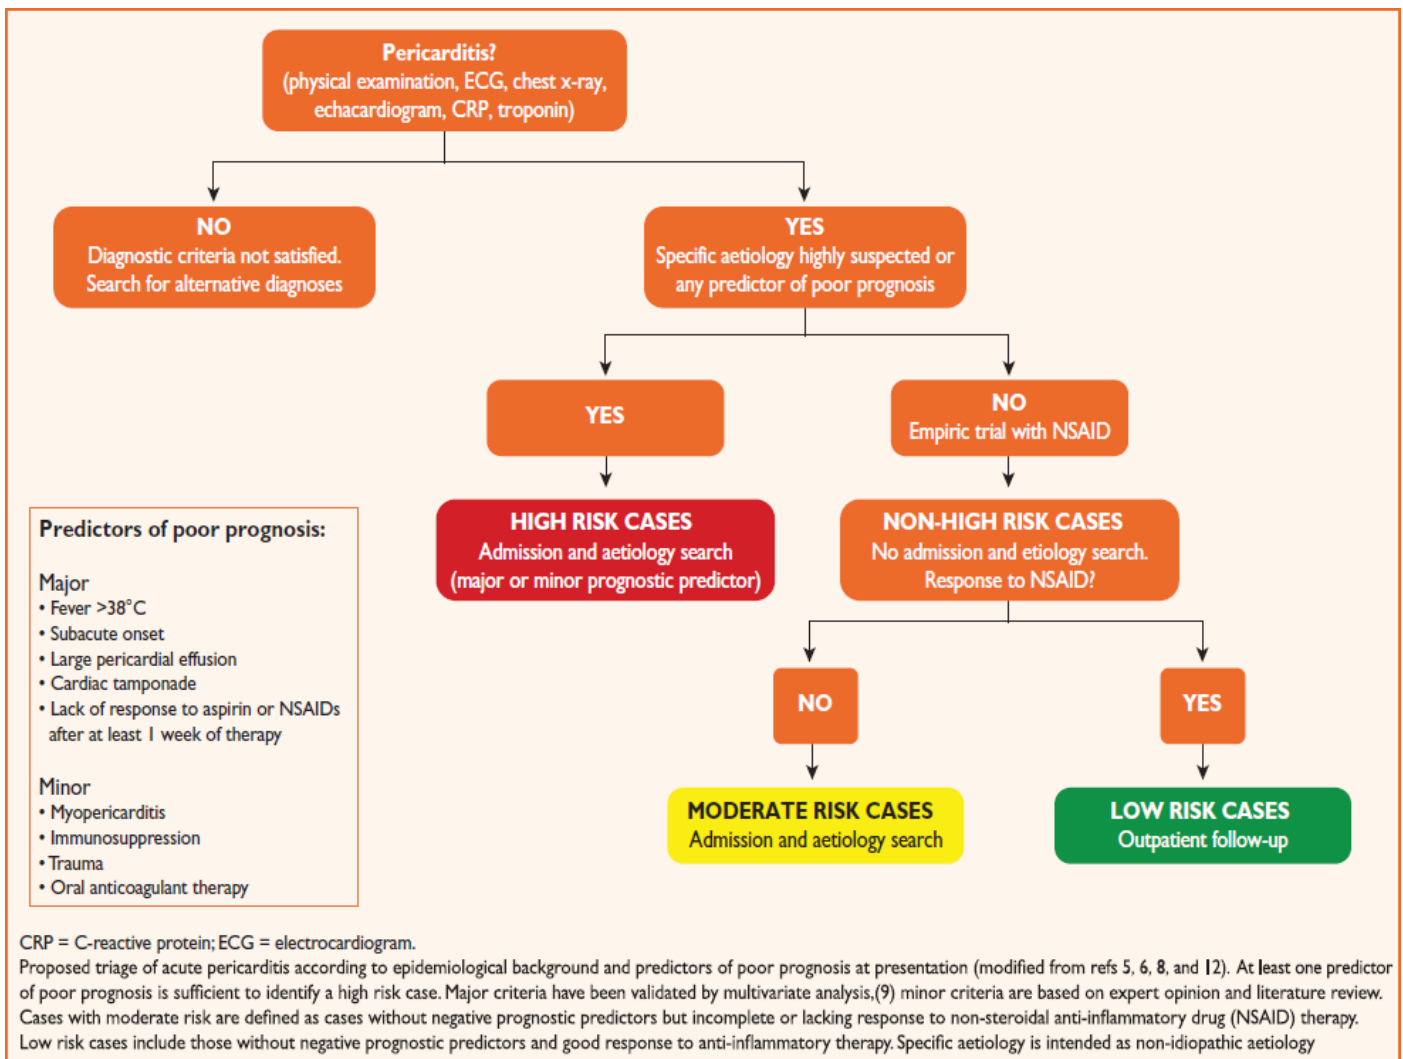 Pericarditis?
(physical examination, ECG, chest x-ray,
echacardiogram, CRP, troponin)
NO
Diagnostic criteria not satisfied.
Search for alternative diagnoses
YES
Specific aetiology highly suspected or
any predictor of poor prognosis
YES
NO
Empiric trial with NSAID
HIGH RISK CASES
Admission and aetiology search
(major or minor prognostic predictor)
NON-HIGH RISK CASES
No admission and etiology search.
Response to NSAID?
Predictors of poor prognosis:
Major
• Fever >38°C
• Subacute onset
• Large pericardial effusion
• Cardiac tamponade
• Lack of response to aspirin or NSAIDs
after at least 1 week of therapy
Minor
• Myopericarditis
• Immunosuppression
• Trauma
• Oral anticoagulant therapy
NO
YES
MODERATE RISK CASES
Admission and aetiology search
LOW RISK CASES
Outpatient follow-up
CRP = C-reactive protein; ECG = electrocardiogram.
Proposed triage of acute pericarditis according to epidemiological background and predictors of poor prognosis at presentation (modified from refs 5, 6, 8, and 12). At least one predictor
of poor prognosis is sufficient to identify a high risk case. Major criteria have been validated by multivariate analysis,(9) minor criteria are based on expert opinion and literature review.
Cases with moderate risk are defined as cases without negative prognostic predictors but incomplete or lacking response to non-steroidal anti-inflammatory drug (NSAID) therapy.
Low risk cases include those without negative prognostic predictors and good response to anti-inflammatory therapy. Specific aetiology is intended as non-idiopathic aetiology